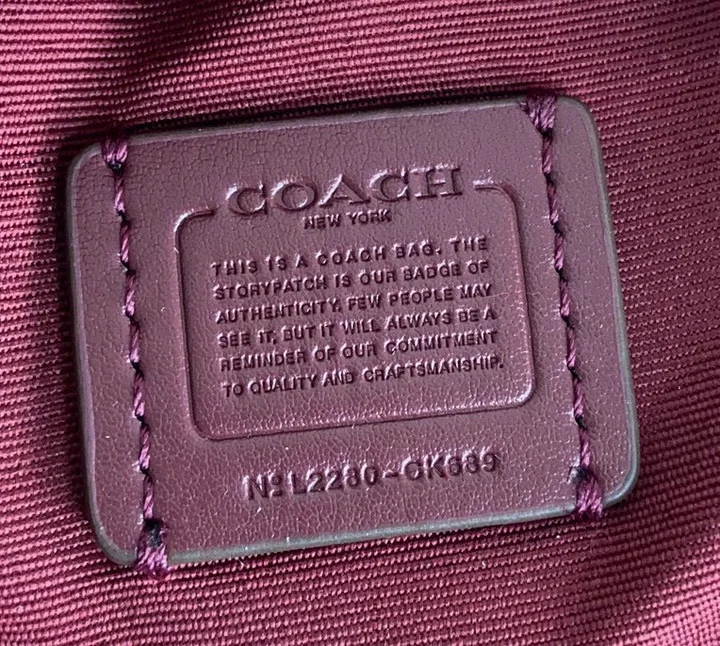 COACH
NEW YORK
THIS IS A COACH BAG. THE
STORYPATCH IS OUR BADGE OF
AUTHENTICITY. FEW PEOPLE MAY
SEE IT, BUT IT WILL ALWAYS BE A
REMINDER OF OUR COMMITMENT
TO QUALITY AND CRAFTSMANSHIP.
Nº L2280-CK689